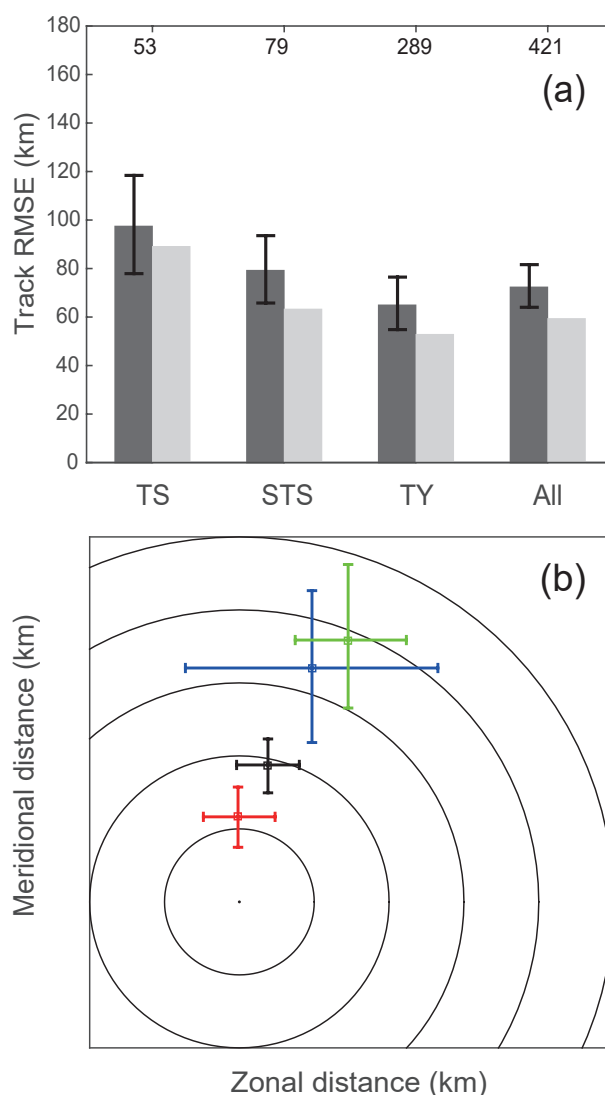 180
53 79 289 421
160
(a)
140
120
100
80
60
40
20
0
Track RMSE (km)
TS STS TY All
(b)
Meridional distance (km)
Zonal distance (km)